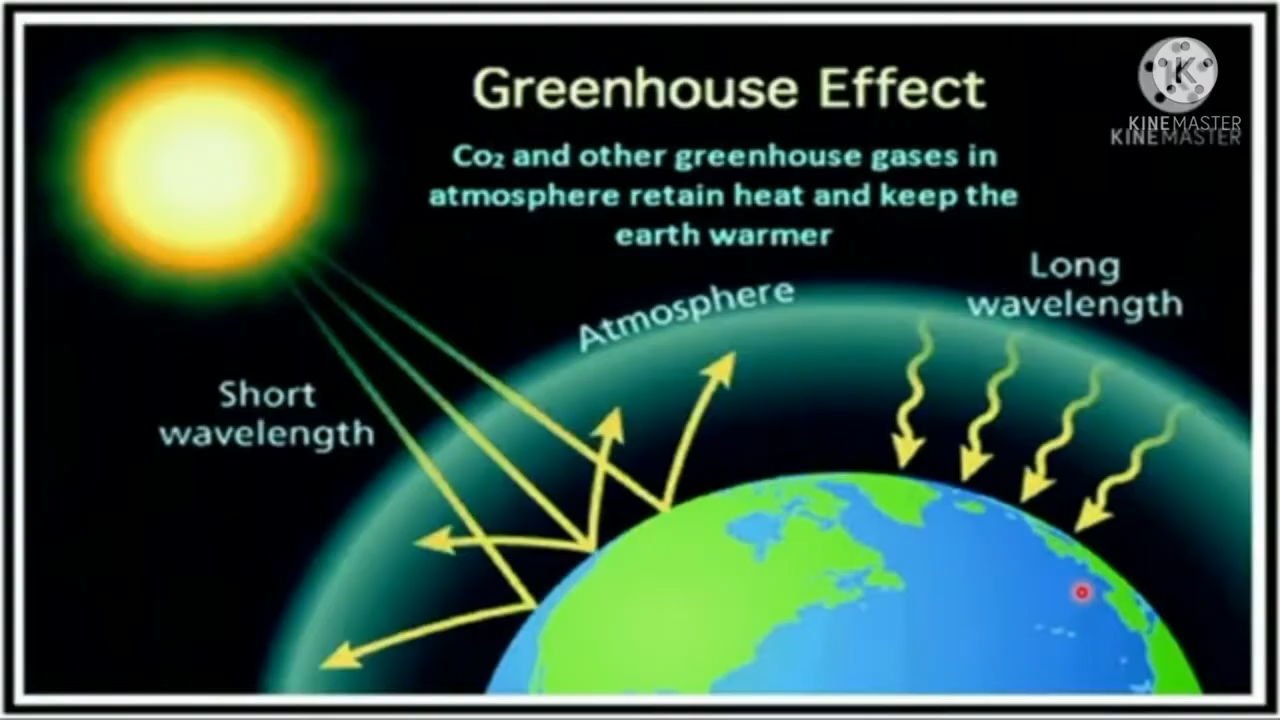 Greenhouse Effect
Co₂ and other greenhouse gases in
atmosphere retain heat and keep the
earth warmer
Long
wavelength
Atmosphere
Short
wavelength
K
KINEMASTER
KINEMASTER